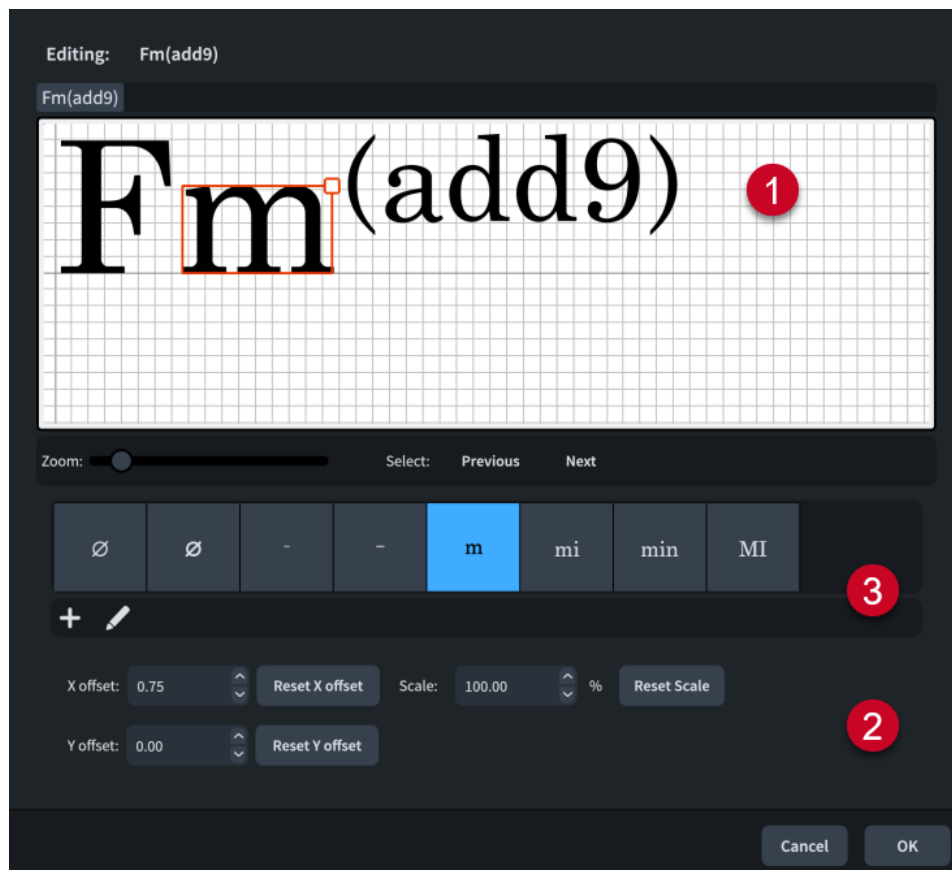 Editing: Fm(add9)
Fm(add9)
Fm(add9)
1
Zoom: Select: Previous Next
Ø Ø - – m mi min MI
3
X offset: 0.75 Reset X offset Scale: 100.00 % Reset Scale
2
Y offset: 0.00 Reset Y offset
Cancel OK